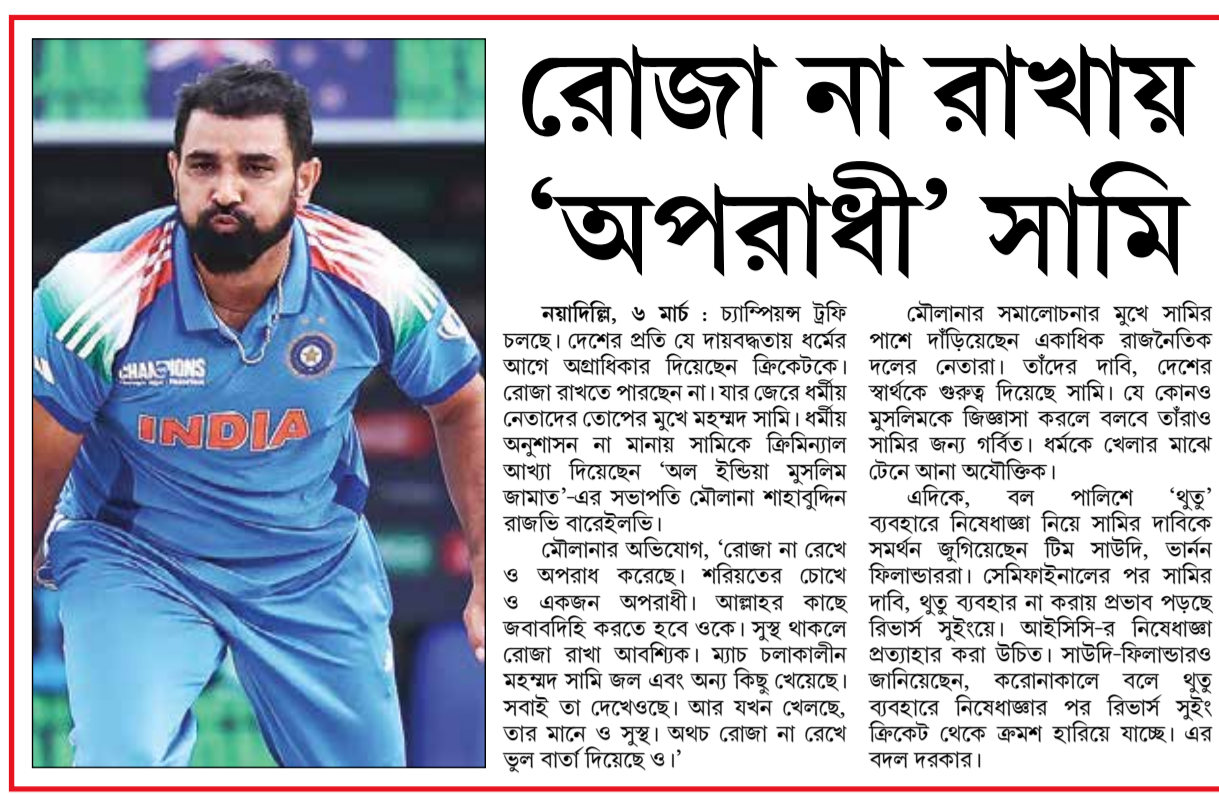 রোজা না রাখায়
‘অপরাধী’ সামি
CHAMPIONS
INDIA
নয়াদিল্লি, ৬ মার্চ : চ্যাম্পিয়ন্স ট্রফি
চলছে। দেশের প্রতি যে দায়বদ্ধতায় ধর্মের
আগে অগ্রাধিকার দিয়েছেন ক্রিকেটকে।
রোজা রাখতে পারছেন না। যার জেরে ধর্মীয়
নেতাদের তোপের মুখে মহম্মদ সামি। ধর্মীয়
অনুশাসন না মানায় সামিকে ক্রিমিন্যাল
আখ্যা দিয়েছেন ‘অল ইন্ডিয়া মুসলিম
জামাত’-এর সভাপতি মৌলানা শাহাবুদ্দিন
রাজভি বারেইলভি।
মৌলানার অভিযোগ, ‘রোজা না রেখে
ও অপরাধ করেছে। শরিয়তের চোখে
ও একজন অপরাধী। আল্লাহর কাছে
জবাবদিহি করতে হবে ওকে। সুস্থ থাকলে
রোজা রাখা আবশ্যিক। ম্যাচ চলাকালীন
মহম্মদ সামি জল এবং অন্য কিছু খেয়েছে।
সবাই তা দেখেওছে। আর যখন খেলছে,
তার মানে ও সুস্থ। অথচ রোজা না রেখে
ভুল বার্তা দিয়েছে ও।’
মৌলানার সমালোচনার মুখে সামির
পাশে দাঁড়িয়েছেন একাধিক রাজনৈতিক
দলের নেতারা। তাঁদের দাবি, দেশের
স্বার্থকে গুরুত্ব দিয়েছে সামি। যে কোনও
মুসলিমকে জিজ্ঞাসা করলে বলবে তাঁরাও
সামির জন্য গর্বিত। ধর্মকে খেলার মাঝে
টেনে আনা অযৌক্তিক।
এদিকে, বল পালিশে ‘থুতু’
ব্যবহারে নিষেধাজ্ঞা নিয়ে সামির দাবিকে
সমর্থন জুগিয়েছেন টিম সাউদি, ভার্নন
ফিলান্ডাররা। সেমিফাইনালের পর সামির
দাবি, থুতু ব্যবহার না করায় প্রভাব পড়ছে
রিভার্স সুইংয়ে। আইসিসি-র নিষেধাজ্ঞা
প্রত্যাহার করা উচিত। সাউদি-ফিলান্ডারও
জানিয়েছেন, করোনাকালে বলে থুতু
ব্যবহারে নিষেধাজ্ঞার পর রিভার্স সুইং
ক্রিকেট থেকে ক্রমশ হারিয়ে যাচ্ছে। এর
বদল দরকার।